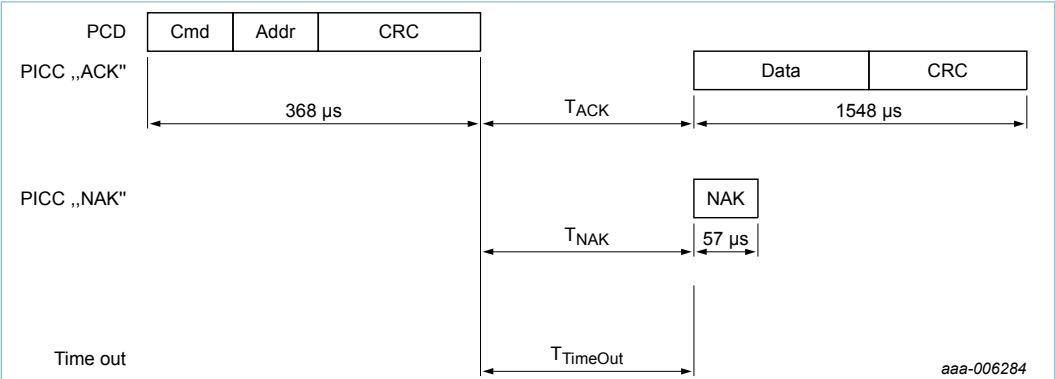 PCD Cmd Addr CRC
PICC ,,ACK" Data CRC
368 µs TACK 1548 µs
PICC ,,NAK" NAK
TNAK 57 µs
Time out TTimeOut
aaa-006284